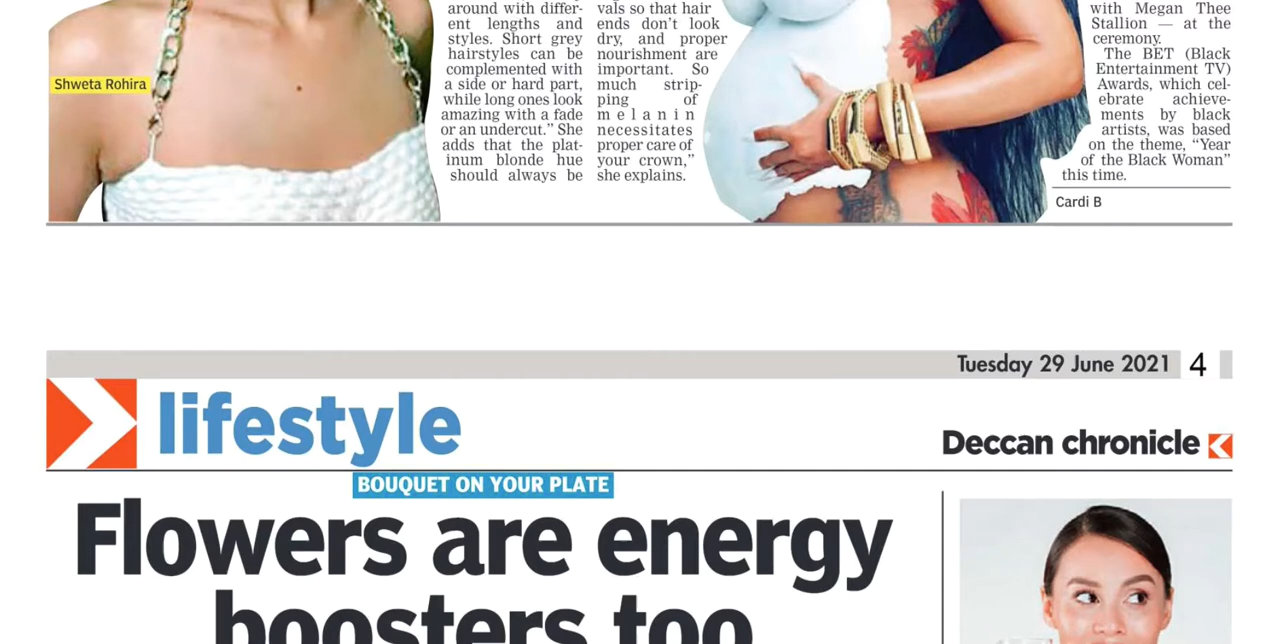 Shweta Rohira
around with differ-
ent lengths and
styles. Short grey
hairstyles can be
complemented with
a side or hard part,
while long ones look
amazing with a fade
or an undercut.” She
adds that the plat-
inum blonde hue
should always be
vals so that hair
ends don’t look
dry, and proper
nourishment are
important. So
much strip-
ping of
melanin
necessitates
proper care of
your crown,”
she explains.
with Megan Thee
Stallion — at the
ceremony.
The BET (Black
Entertainment TV)
Awards, which cel-
ebrate achieve-
ments by black
artists, was based
on the theme, “Year
of the Black Woman”
this time.
Cardi B
Tuesday 29 June 2021 4
lifestyle
Deccan chronicle
BOUQUET ON YOUR PLATE
Flowers are energy
boosters too